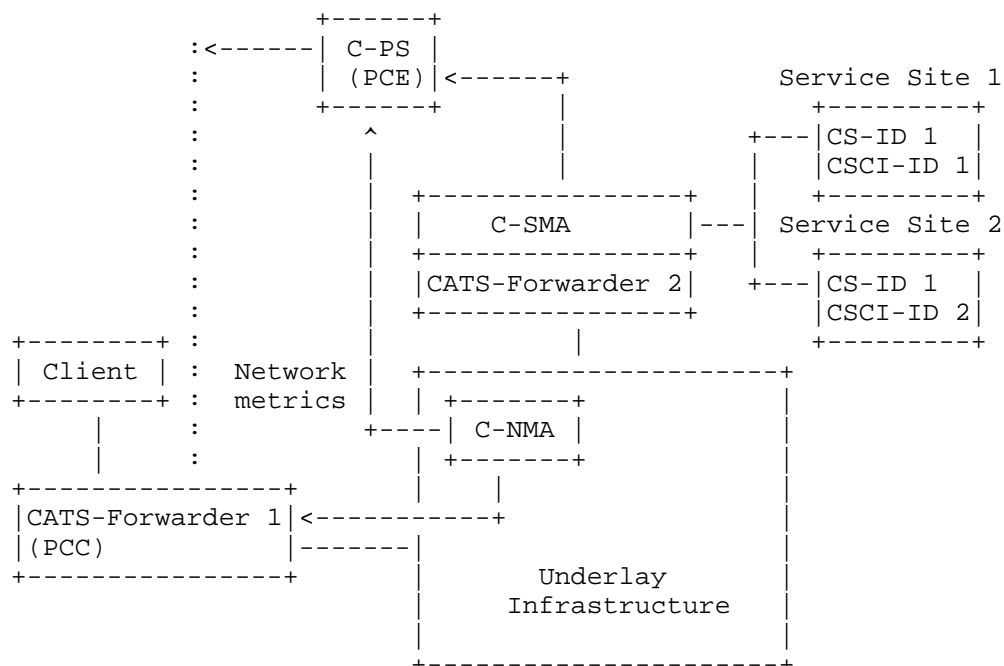 C-PS
(PCE)
Service Site 1
CS-ID 1
CSCI-ID 1
C-SMA
Service Site 2
CATS-Forwarder 2
CS-ID 1
CSCI-ID 2
Client
Network
metrics
C-NMA
CATS-Forwarder 1
(PCC)
Underlay
Infrastructure